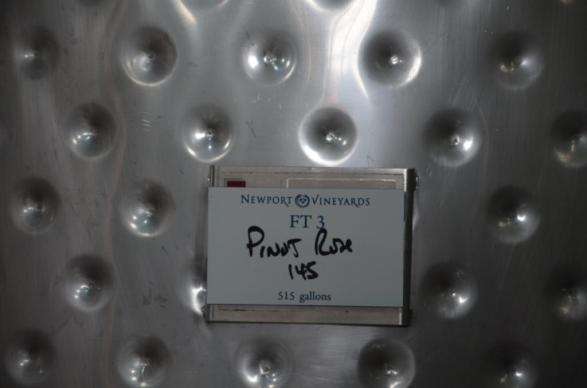 NEWPORT VINEYARDS
FT 3
PINOT ROSE
145
515 gallons